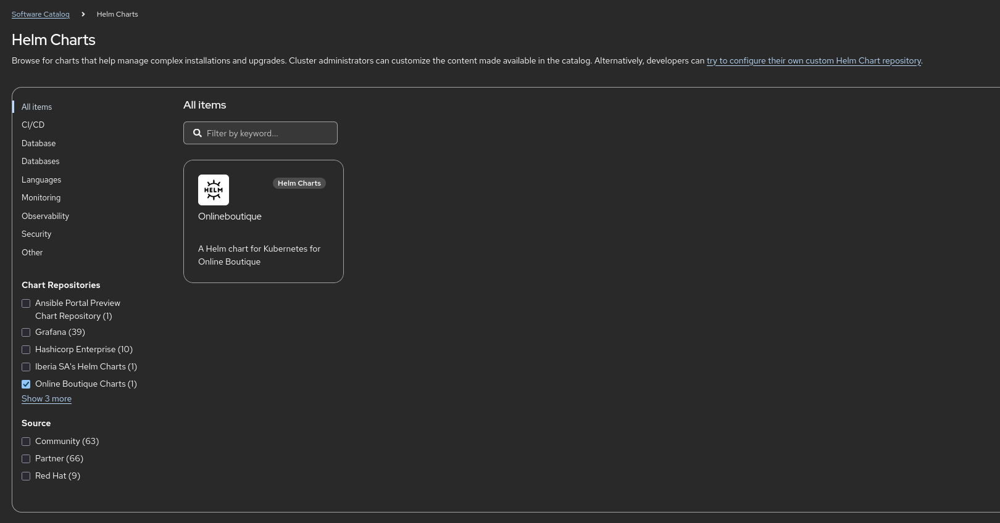 Software Catalog > Helm Charts
Helm Charts
Browse for charts that help manage complex installations and upgrades. Cluster administrators can customize the content made available in the catalog. Alternatively, developers can try to configure their own custom Helm Chart repository.
All items
CI/CD
Database
Databases
Languages
Monitoring
Observability
Security
Other
Chart Repositories
Ansible Portal Preview
Chart Repository (1)
Grafana (39)
Hashicorp Enterprise (10)
Iberia SA's Helm Charts (1)
Online Boutique Charts (1)
Show 3 more
Source
Community (63)
Partner (66)
Red Hat (9)
All items
Filter by keyword...
HELM
Helm Charts
Onlineboutique
A Helm chart for Kubernetes for
Online Boutique